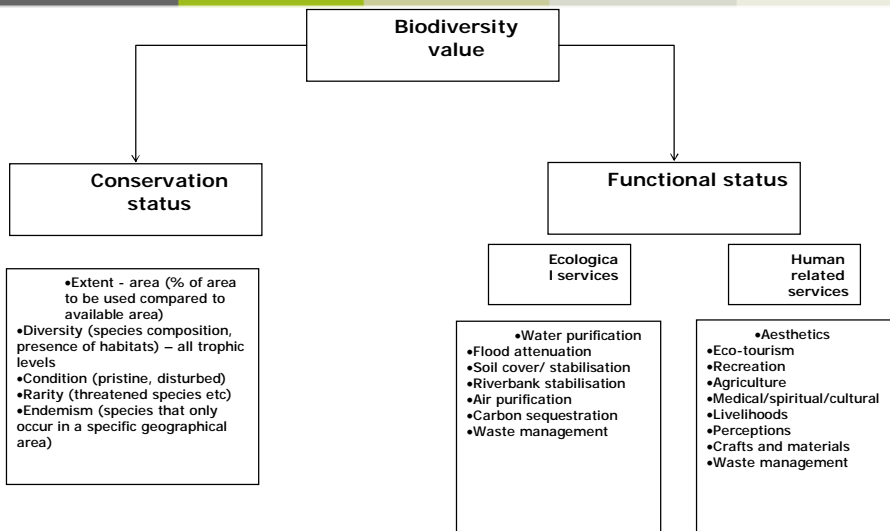 Biodiversity
value
Conservation
status
Functional status
Ecologica
l services
Human
related
services
•Extent - area (% of area
to be used compared to
available area)
•Diversity (species composition,
presence of habitats) – all trophic
levels
•Condition (pristine, disturbed)
•Rarity (threatened species etc)
•Endemism (species that only
occur in a specific geographical
area)
•Water purification
•Flood attenuation
•Soil cover/ stabilisation
•Riverbank stabilisation
•Air purification
•Carbon sequestration
•Waste management
•Aesthetics
•Eco-tourism
•Recreation
•Agriculture
•Medical/spiritual/cultural
•Livelihoods
•Perceptions
•Crafts and materials
•Waste management